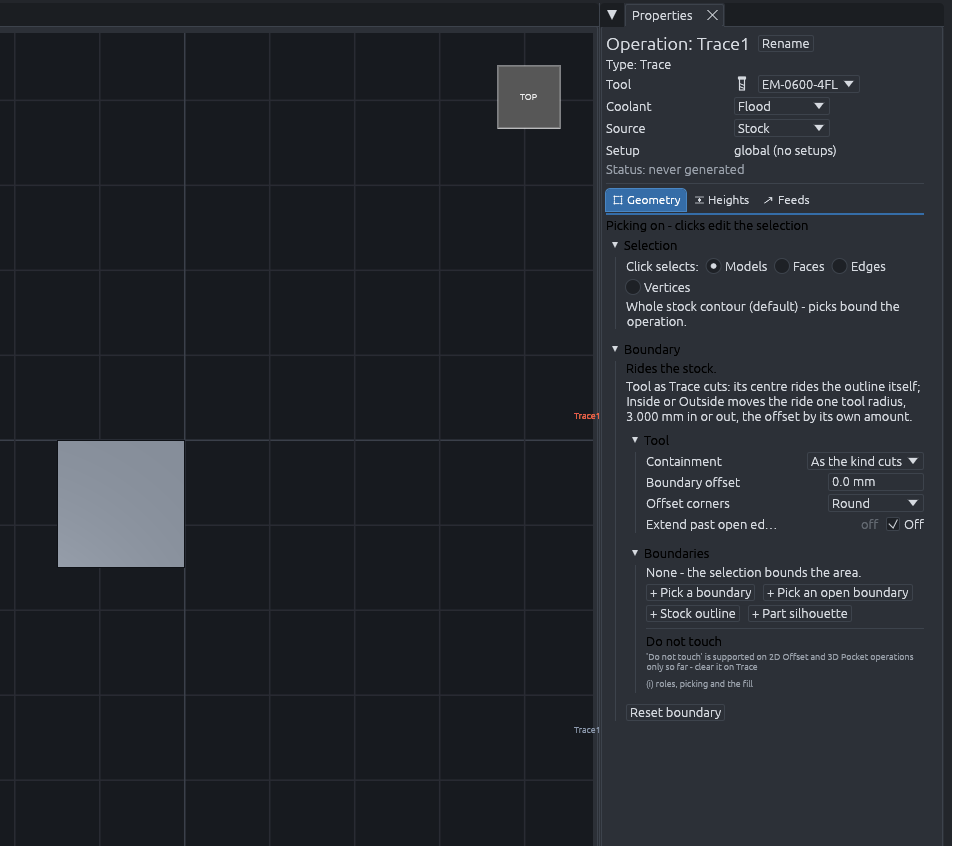 Properties
Operation: Trace1 Rename
Type: Trace
Tool EM-0600-4FL
Coolant Flood
Source Stock
Setup global (no setups)
Status: never generated
Geometry Heights Feeds
Picking on - clicks edit the selection
Selection
Click selects: Models Faces Edges
Vertices
Whole stock contour (default) - picks bound the
operation.
Boundary
Rides the stock.
Tool as Trace cuts: its centre rides the outline itself;
Inside or Outside moves the ride one tool radius,
3.000 mm in or out, the offset by its own amount.
Tool
Containment As the kind cuts
Boundary offset 0.0 mm
Offset corners Round
Extend past open ed... off Off
Boundaries
None - the selection bounds the area.
+ Pick a boundary + Pick an open boundary
+ Stock outline + Part silhouette
Do not touch
'Do not touch' is supported on 2D Offset and 3D Pocket operations
only so far - clear it on Trace
(i) roles, picking and the fill
Reset boundary
TOP
Trace1
Trace1